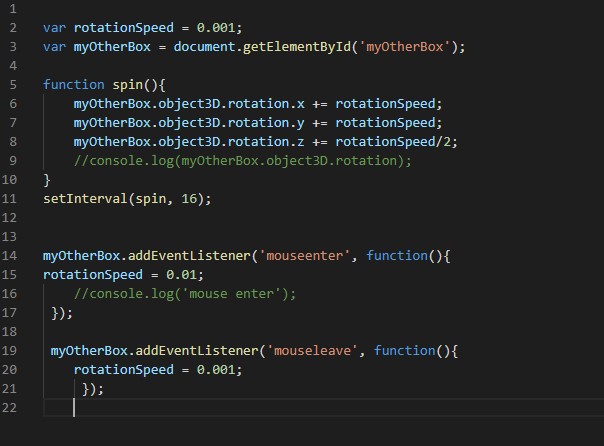 1
2 var rotationSpeed = 0.001;
3 var myOtherBox = document.getElementById('myOtherBox');
4
5 function spin(){
6     myOtherBox.object3D.rotation.x += rotationSpeed;
7     myOtherBox.object3D.rotation.y += rotationSpeed;
8     myOtherBox.object3D.rotation.z += rotationSpeed/2;
9     //console.log(myOtherBox.object3D.rotation);
10 }
11 setInterval(spin, 16);
12
13
14 myOtherBox.addEventListener('mouseenter', function(){
15 rotationSpeed = 0.01;
16     //console.log('mouse enter');
17  });
18
19  myOtherBox.addEventListener('mouseleave', function(){
20     rotationSpeed = 0.001;
21      });
22